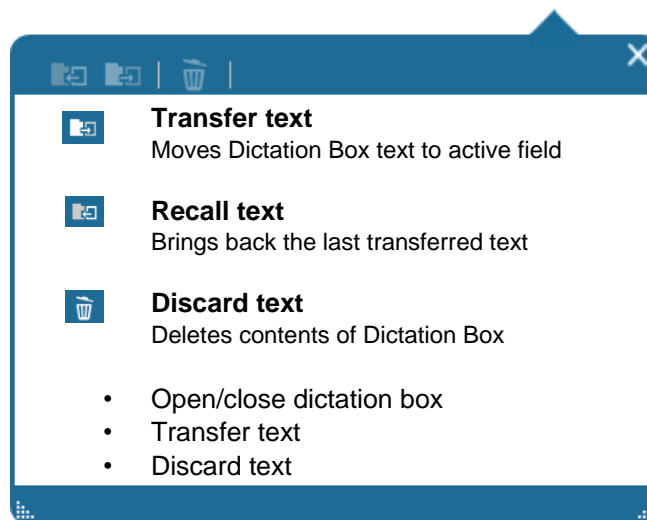 Transfer text
Moves Dictation Box text to active field
Recall text
Brings back the last transferred text
Discard text
Deletes contents of Dictation Box
• Open/close dictation box
• Transfer text
• Discard text